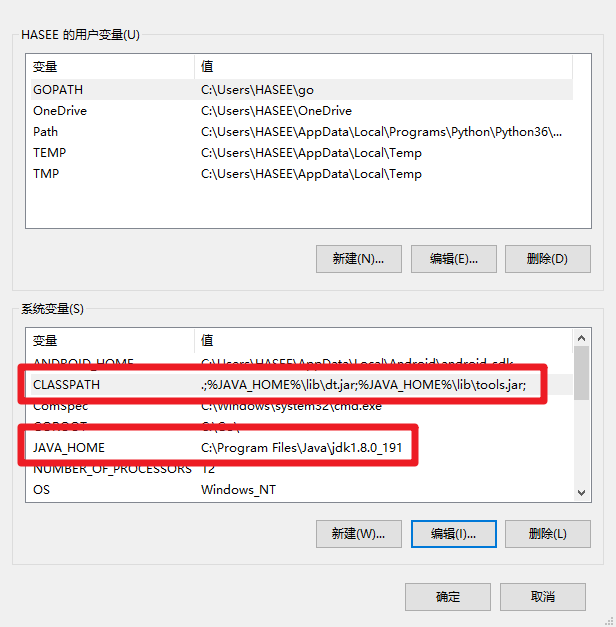 HASEE 的用户变量(U)
变量 值
GOPATH C:\Users\HASEE\go
OneDrive C:\Users\HASEE\OneDrive
Path C:\Users\HASEE\AppData\Local\Programs\Python\Python36\...
TEMP C:\Users\HASEE\AppData\Local\Temp
TMP C:\Users\HASEE\AppData\Local\Temp
新建(N)... 编辑(E)... 删除(D)
系统变量(S)
变量 值
ANDROID_HOME C:\Users\HASEE\AppData\Local\Android\android-sdk
CLASSPATH .;%JAVA_HOME%\lib\dt.jar;%JAVA_HOME%\lib\tools.jar;
ComSpec C:\Windows\system32\cmd.exe
GOROOT C:\Go\
JAVA_HOME C:\Program Files\Java\jdk1.8.0_191
NUMBER_OF_PROCESSORS 12
OS Windows_NT
新建(W)... 编辑(I)... 删除(L)
确定 取消